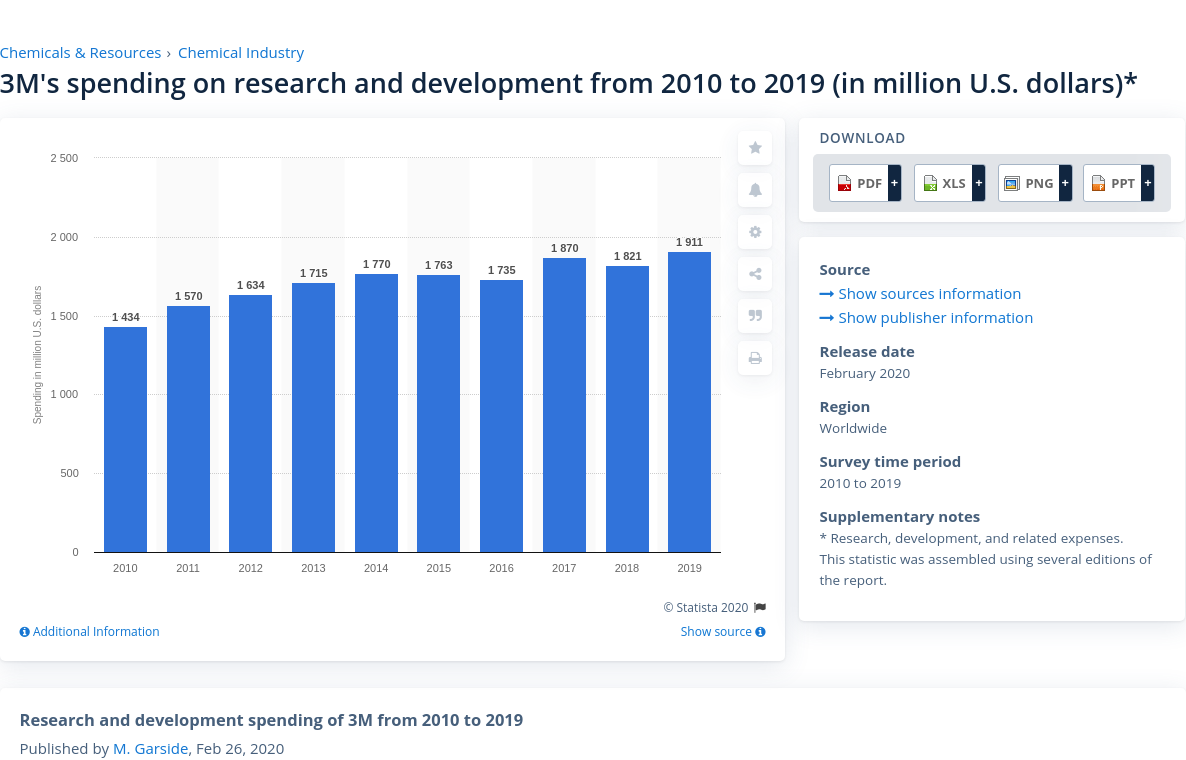 Chemicals & Resources › Chemical Industry
3M's spending on research and development from 2010 to 2019 (in million U.S. dollars)*
Spending in million U.S. dollars
2 500
2 000
1 500
1 000
500
0
1 434
1 570
1 634
1 715
1 770
1 763
1 735
1 870
1 821
1 911
2010 2011 2012 2013 2014 2015 2016 2017 2018 2019
© Statista 2020
Additional Information
Show source
DOWNLOAD
PDF + XLS + PNG + PPT +
Source
Show sources information
Show publisher information
Release date
February 2020
Region
Worldwide
Survey time period
2010 to 2019
Supplementary notes
* Research, development, and related expenses.
This statistic was assembled using several editions of
the report.
Research and development spending of 3M from 2010 to 2019
Published by M. Garside, Feb 26, 2020